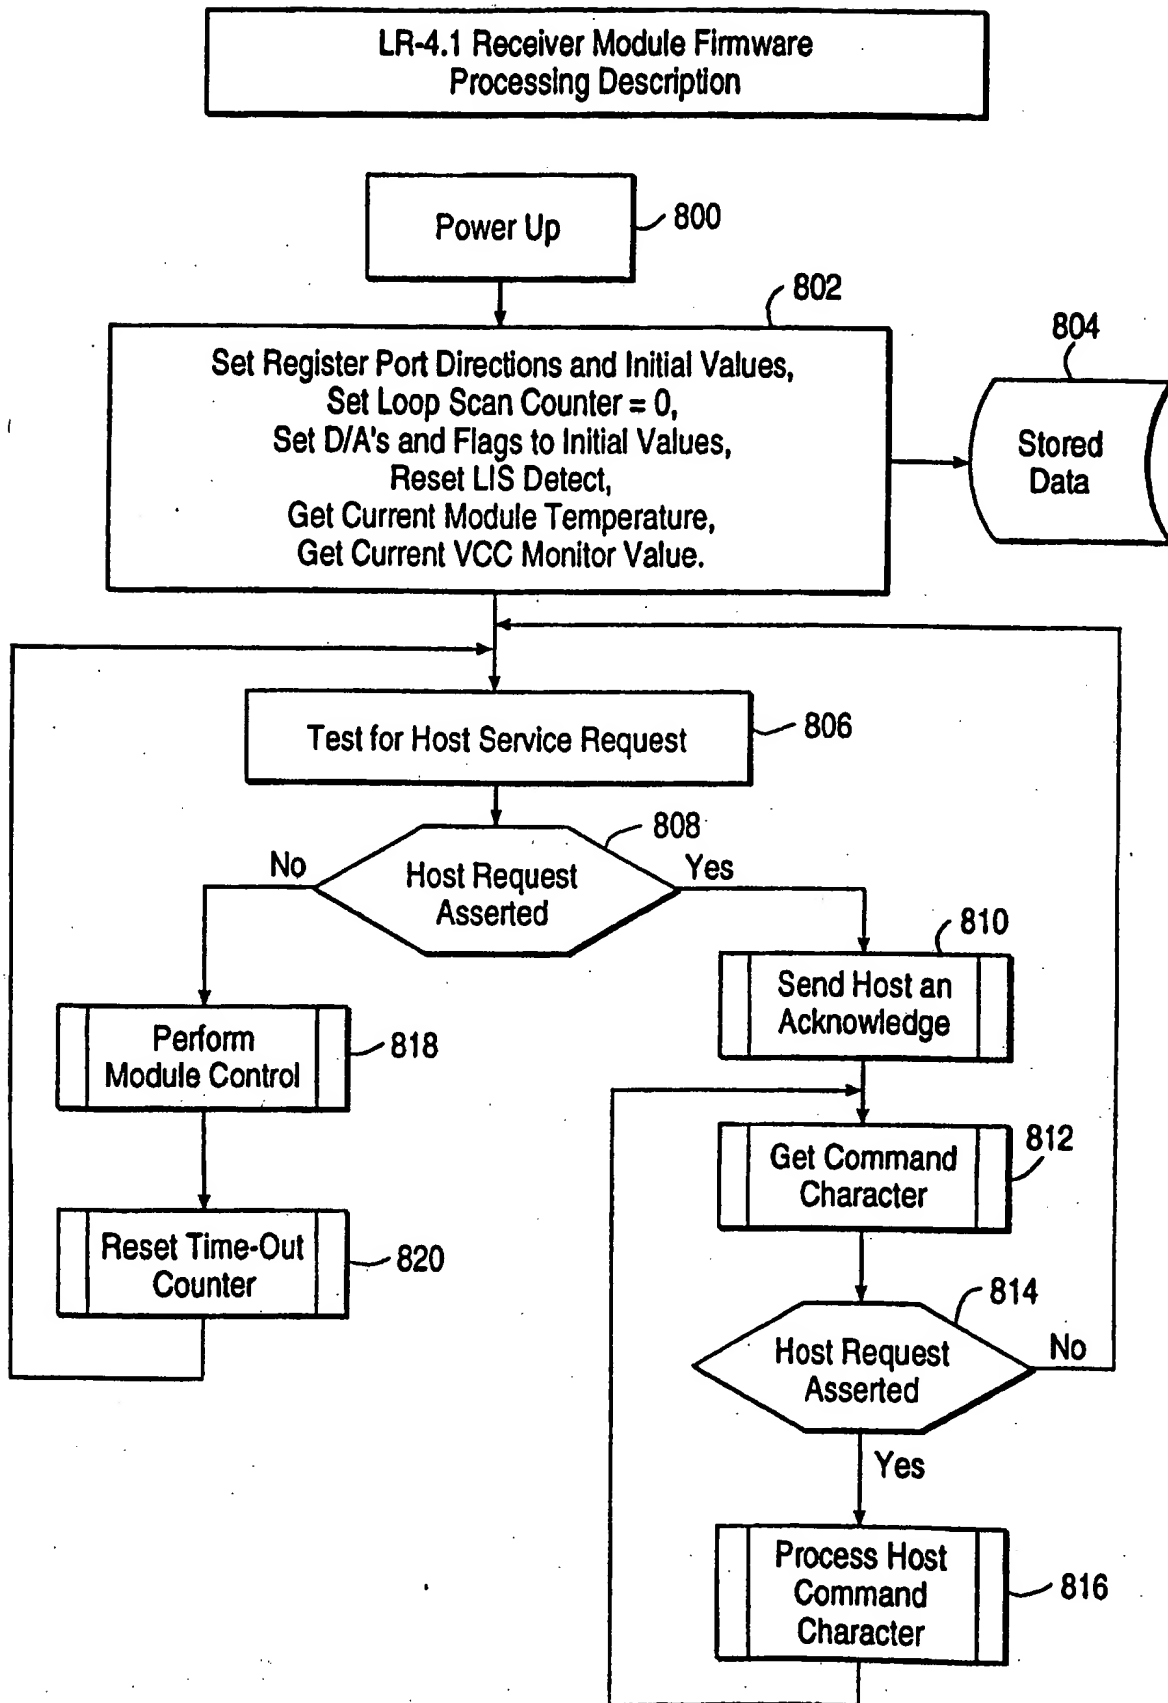 LR-4.1 Receiver Module Firmware
Processing Description
Power Up
800
802
Set Register Port Directions and Initial Values,
Set Loop Scan Counter = 0,
Set D/A's and Flags to Initial Values,
Reset LIS Detect,
Get Current Module Temperature,
Get Current VCC Monitor Value.
804
Stored
Data
Test for Host Service Request
806
808
Host Request
Asserted
No
Yes
810
Send Host an
Acknowledge
Perform
Module Control
818
812
Get Command
Character
Reset Time-Out
Counter
820
814
Host Request
Asserted
No
Yes
Process Host
Command
Character
816